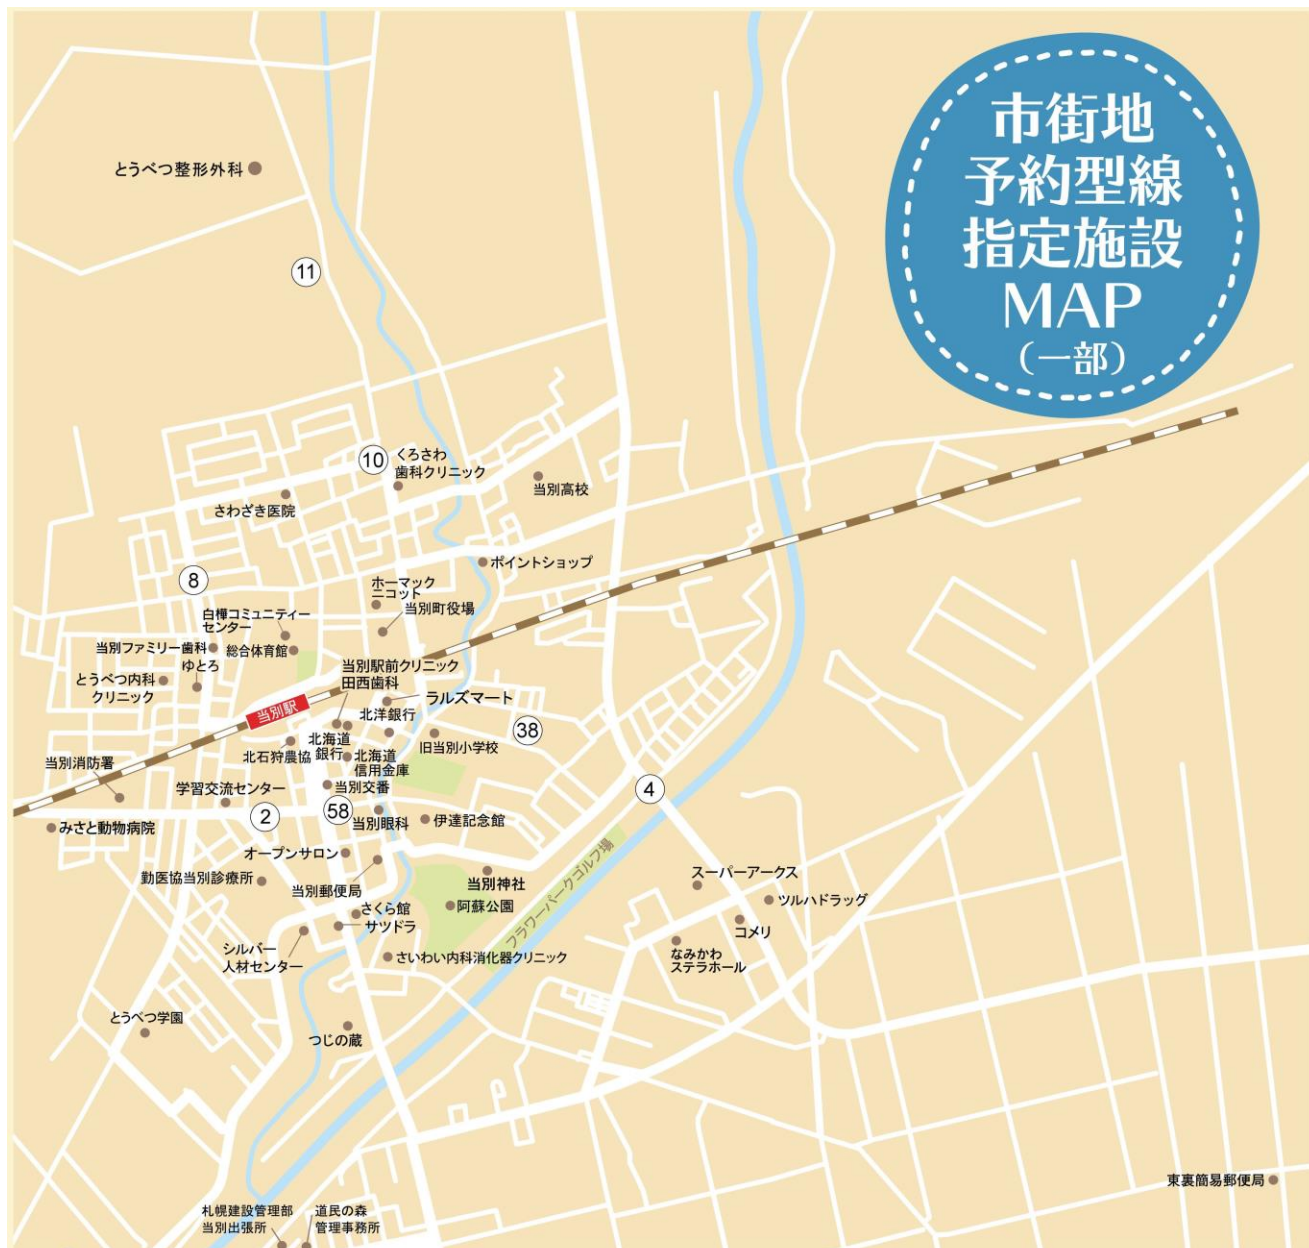 市街地
予約型線
指定施設
MAP
（一部）
とうべつ整形外科
11
10
くろさわ
歯科クリニック
当別高校
さわざき医院
ポイントショップ
8
ホーマック
ニコット
当別町役場
白樺コミュニティー
センター
当別ファミリー歯科
総合体育館
ゆとろ
とうべつ内科
クリニック
当別駅前クリニック
田西歯科
ラルズマート
当別駅
北洋銀行
38
旧当別小学校
北石狩農協
北海道
銀行
北海道
信用金庫
当別消防署
学習交流センター
当別交番
4
2
58
当別眼科
伊達記念館
みさと動物病院
オープンサロン
勤医協当別診療所
当別郵便局
当別神社
フラワーパークゴルフ場
スーパーアークス
ツルハドラッグ
さくら館
阿蘇公園
サツドラ
コメリ
シルバー
人材センター
さいわい内科消化器クリニック
なみかわ
ステラホール
とうべつ学園
つじの蔵
東裏簡易郵便局
札幌建設管理部
当別出張所
道民の森
管理事務所